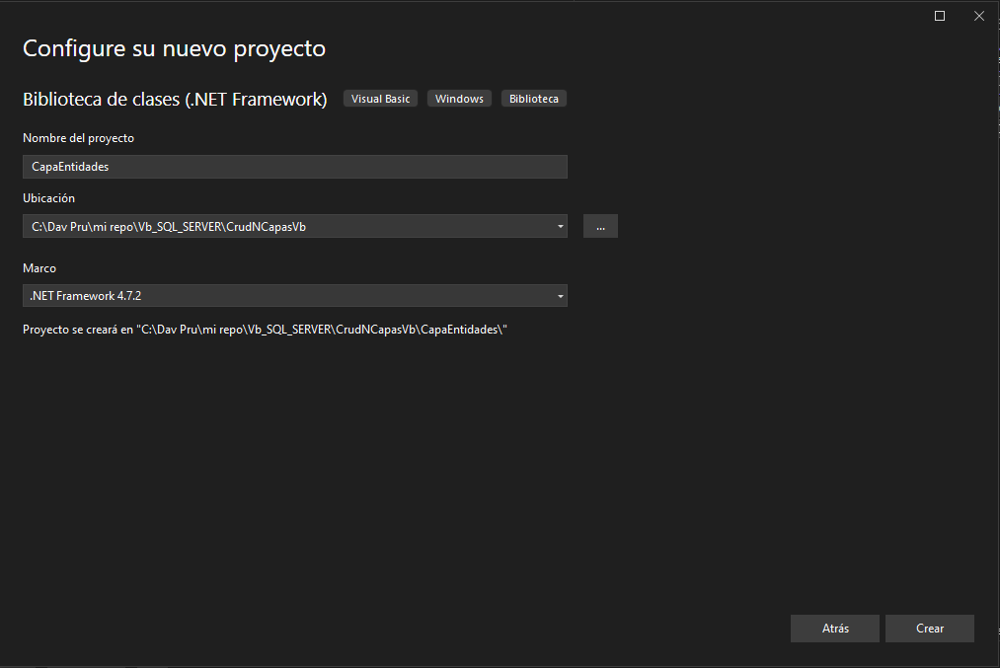 Configure su nuevo proyecto
Biblioteca de clases (.NET Framework) Visual Basic Windows Biblioteca
Nombre del proyecto
CapaEntidades
Ubicación
C:\Dav Pru\mi repo\Vb_SQL_SERVER\CrudNCapasVb
...
Marco
.NET Framework 4.7.2
Proyecto se creará en "C:\Dav Pru\mi repo\Vb_SQL_SERVER\CrudNCapasVb\CapaEntidades\"
Atrás Crear